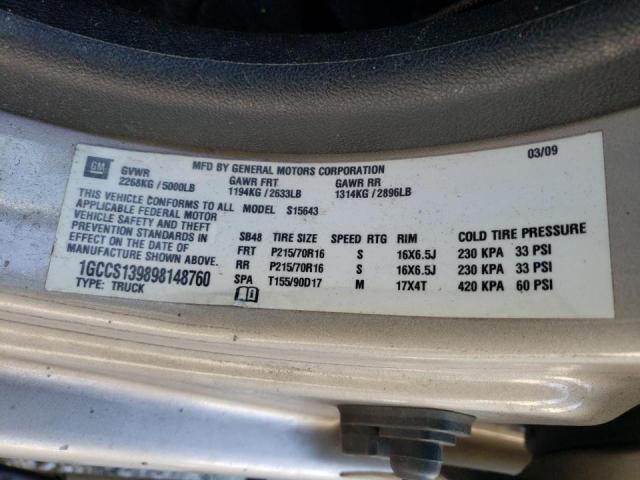 03/09
GM MFD BY GENERAL MOTORS CORPORATION
GVWR GAWR FRT GAWR RR
2268KG / 5000LB 1194KG / 2633LB 1314KG / 2896LB
THIS VEHICLE CONFORMS TO ALL MODEL S15643
APPLICABLE FEDERAL MOTOR
VEHICLE SAFETY AND THEFT
PREVENTION STANDARDS IN
EFFECT ON THE DATE OF
MANUFACTURE SHOWN ABOVE.
1GCCS139898148760
TYPE: TRUCK
SB48 TIRE SIZE SPEED RTG RIM COLD TIRE PRESSURE
FRT P215/70R16 S 16X6.5J 230 KPA 33 PSI
RR P215/70R16 S 16X6.5J 230 KPA 33 PSI
SPA T155/90D17 M 17X4T 420 KPA 60 PSI